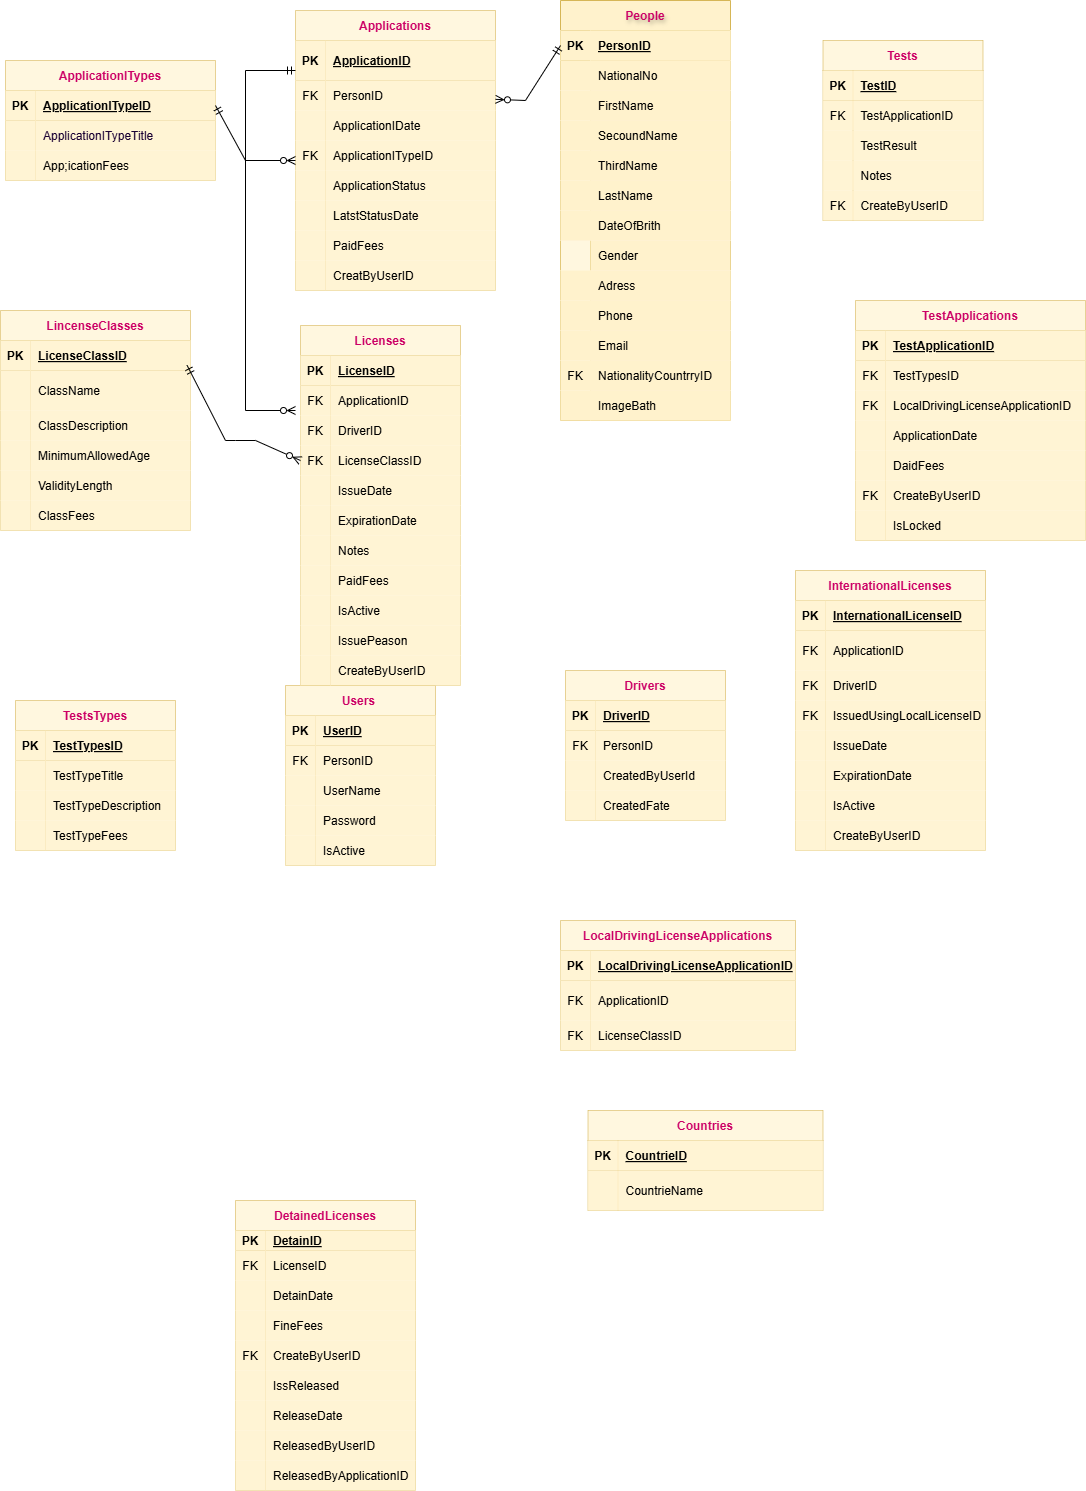 People
PK PersonID
NationalNo
FirstName
SecoundName
ThirdName
LastName
DateOfBrith
Gender
Adress
Phone
Email
FK NationalityCountrryID
ImageBath
Applications
PK ApplicationID
FK PersonID
ApplicationIDate
FK ApplicationITypeID
ApplicationStatus
LatstStatusDate
PaidFees
CreatByUserID
Tests
PK TestID
FK TestApplicationID
TestResult
Notes
FK CreateByUserID
ApplicationITypes
PK ApplicationITypeID
ApplicationITypeTitle
App;icationFees
TestApplications
PK TestApplicationID
FK TestTypesID
FK LocalDrivingLicenseApplicationID
ApplicationDate
DaidFees
FK CreateByUserID
IsLocked
LincenseClasses
PK LicenseClassID
ClassName
ClassDescription
MinimumAllowedAge
ValidityLength
ClassFees
Licenses
PK LicenseID
FK ApplicationID
FK DriverID
FK LicenseClassID
IssueDate
ExpirationDate
Notes
PaidFees
IsActive
IssuePeason
CreateByUserID
InternationalLicenses
PK InternationalLicenseID
FK ApplicationID
FK DriverID
FK IssuedUsingLocalLicenseID
IssueDate
ExpirationDate
IsActive
CreateByUserID
Drivers
PK DriverID
FK PersonID
CreatedByUserId
CreatedFate
Users
PK UserID
FK PersonID
UserName
Password
IsActive
TestsTypes
PK TestTypesID
TestTypeTitle
TestTypeDescription
TestTypeFees
LocalDrivingLicenseApplications
PK LocalDrivingLicenseApplicationID
FK ApplicationID
FK LicenseClassID
Countries
PK CountrieID
CountrieName
DetainedLicenses
PK DetainID
FK LicenseID
DetainDate
FineFees
FK CreateByUserID
IssReleased
ReleaseDate
ReleasedByUserID
ReleasedByApplicationID